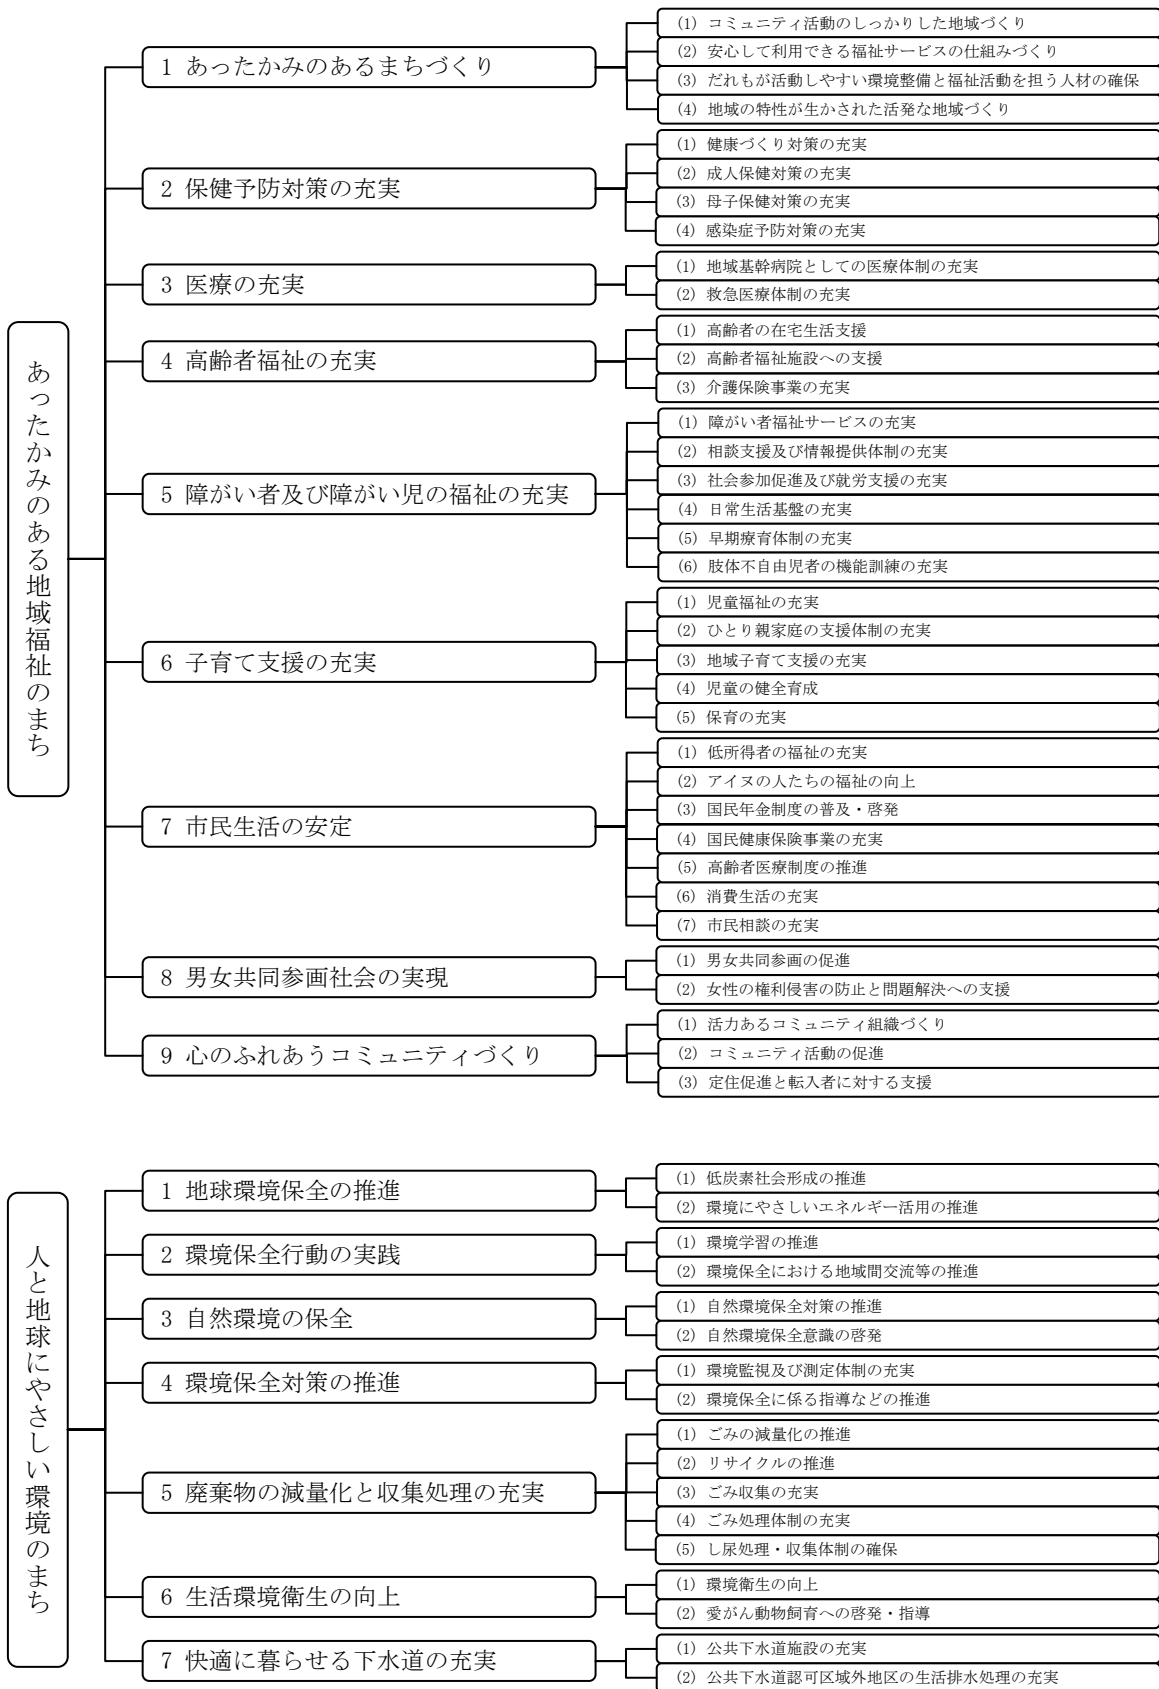 あったかみのある地域福祉のまち
1 あったかみのあるまちづくり
(1) コミュニティ活動のしっかりした地域づくり
(2) 安心して利用できる福祉サービスの仕組みづくり
(3) だれもが活動しやすい環境整備と福祉活動を担う人材の確保
(4) 地域の特性が生かされた活発な地域づくり
2 保健予防対策の充実
(1) 健康づくり対策の充実
(2) 成人保健対策の充実
(3) 母子保健対策の充実
(4) 感染症予防対策の充実
3 医療の充実
(1) 地域基幹病院としての医療体制の充実
(2) 救急医療体制の充実
4 高齢者福祉の充実
(1) 高齢者の在宅生活支援
(2) 高齢者福祉施設への支援
(3) 介護保険事業の充実
5 障がい者及び障がい児の福祉の充実
(1) 障がい者福祉サービスの充実
(2) 相談支援及び情報提供体制の充実
(3) 社会参加促進及び就労支援の充実
(4) 日常生活基盤の充実
(5) 早期療育体制の充実
(6) 肢体不自由児者の機能訓練の充実
6 子育て支援の充実
(1) 児童福祉の充実
(2) ひとり親家庭の支援体制の充実
(3) 地域子育て支援の充実
(4) 児童の健全育成
(5) 保育の充実
7 市民生活の安定
(1) 低所得者の福祉の充実
(2) アイヌの人たちの福祉の向上
(3) 国民年金制度の普及・啓発
(4) 国民健康保険事業の充実
(5) 高齢者医療制度の推進
(6) 消費生活の充実
(7) 市民相談の充実
8 男女共同参画社会の実現
(1) 男女共同参画の促進
(2) 女性の権利侵害の防止と問題解決への支援
9 心のふれあうコミュニティづくり
(1) 活力あるコミュニティ組織づくり
(2) コミュニティ活動の促進
(3) 定住促進と転入者に対する支援
人と地球にやさしい環境のまち
1 地球環境保全の推進
(1) 低炭素社会形成の推進
(2) 環境にやさしいエネルギー活用の推進
2 環境保全行動の実践
(1) 環境学習の推進
(2) 環境保全における地域間交流等の推進
3 自然環境の保全
(1) 自然環境保全対策の推進
(2) 自然環境保全意識の啓発
4 環境保全対策の推進
(1) 環境監視及び測定体制の充実
(2) 環境保全に係る指導などの推進
5 廃棄物の減量化と収集処理の充実
(1) ごみの減量化の推進
(2) リサイクルの推進
(3) ごみ収集の充実
(4) ごみ処理体制の充実
(5) し尿処理・収集体制の確保
6 生活環境衛生の向上
(1) 環境衛生の向上
(2) 愛がん動物飼育への啓発・指導
7 快適に暮らせる下水道の充実
(1) 公共下水道施設の充実
(2) 公共下水道認可区域外地区の生活排水処理の充実